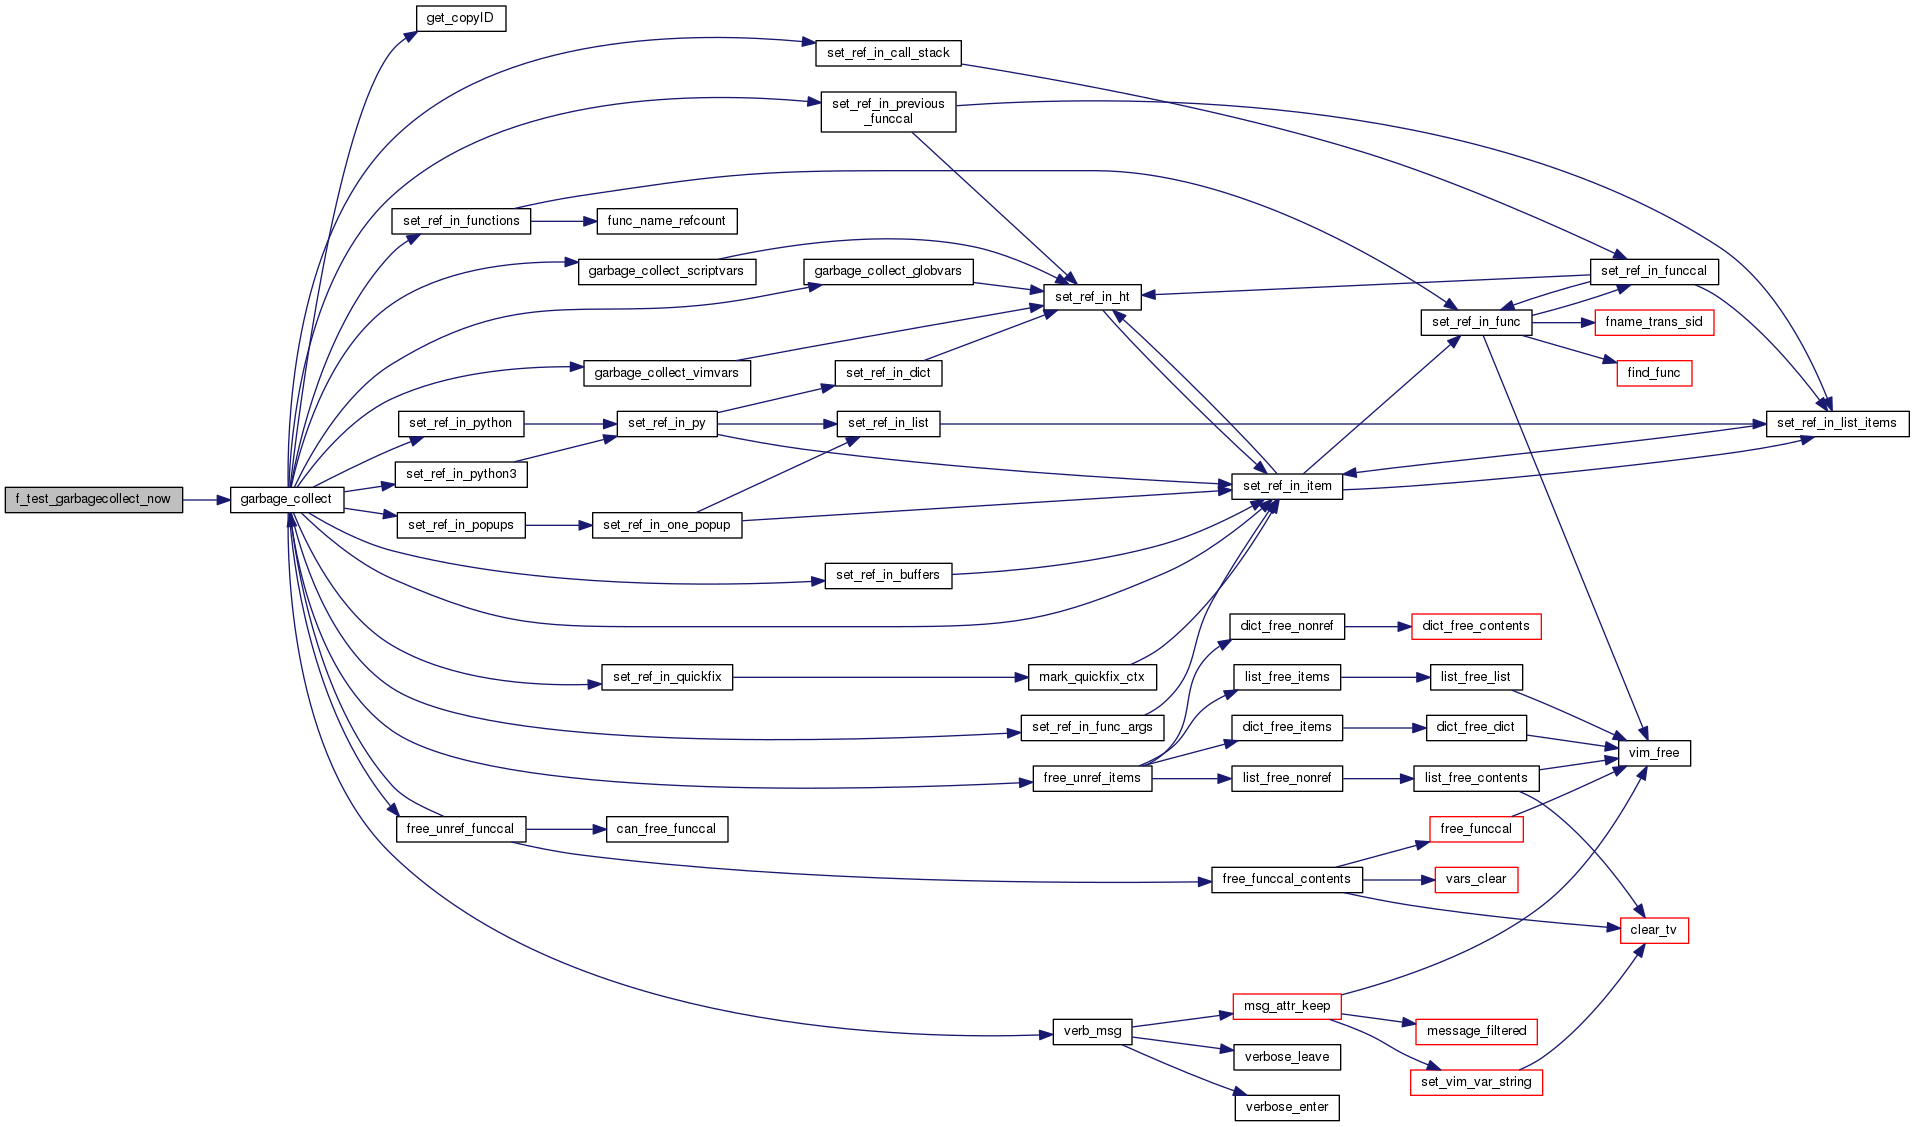 get_copyID
set_ref_in_call_stack
set_ref_in_previous
_funccal
set_ref_in_functions
func_name_refcount
garbage_collect_scriptvars
garbage_collect_globvars
set_ref_in_funccal
set_ref_in_ht
set_ref_in_func
fname_trans_sid
garbage_collect_vimvars
set_ref_in_dict
find_func
set_ref_in_python
set_ref_in_py
set_ref_in_list
set_ref_in_list_items
set_ref_in_python3
set_ref_in_item
f_test_garbagecollect_now
garbage_collect
set_ref_in_popups
set_ref_in_one_popup
set_ref_in_buffers
dict_free_nonref
dict_free_contents
set_ref_in_quickfix
mark_quickfix_ctx
list_free_items
list_free_list
set_ref_in_func_args
dict_free_items
dict_free_dict
vim_free
free_unref_items
list_free_nonref
list_free_contents
free_unref_funccal
can_free_funccal
free_funccal
free_funccal_contents
vars_clear
clear_tv
msg_attr_keep
verb_msg
message_filtered
verbose_leave
set_vim_var_string
verbose_enter